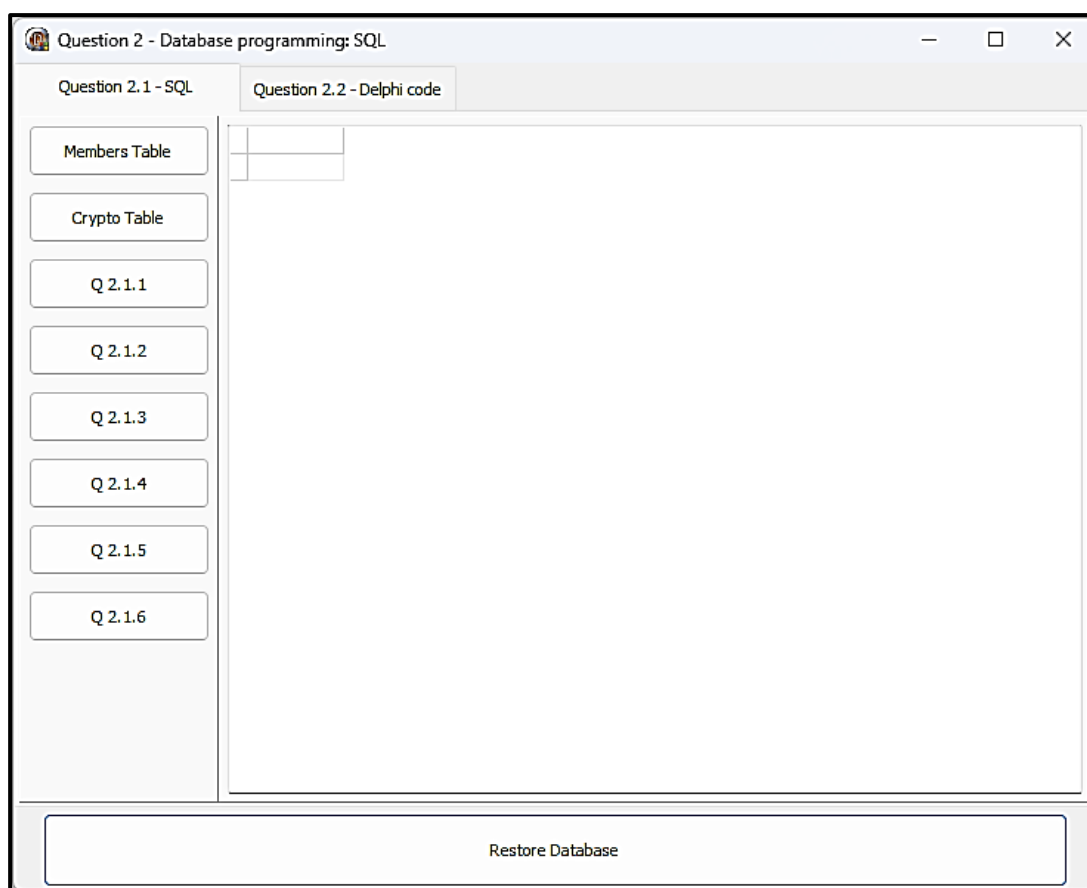 Question 2 - Database programming: SQL
Question 2.1 - SQL
Question 2.2 - Delphi code
Members Table
Crypto Table
Q 2.1.1
Q 2.1.2
Q 2.1.3
Q 2.1.4
Q 2.1.5
Q 2.1.6
Restore Database